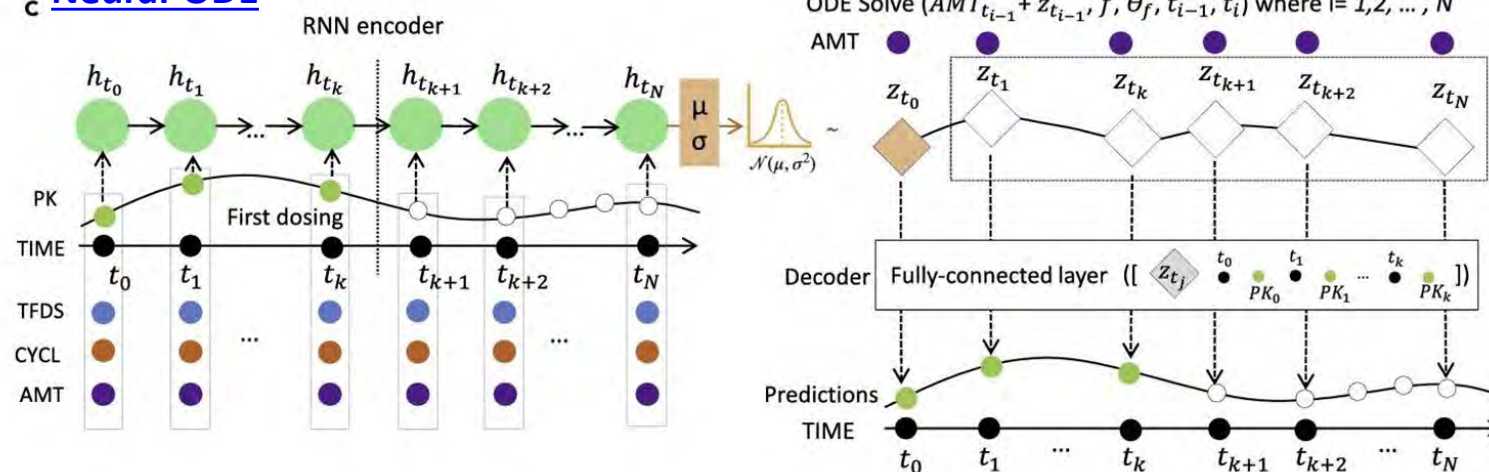 c Neural-ODE
RNN encoder
h_{t_0} h_{t_1} h_{t_k} h_{t_{k+1}} h_{t_{k+2}} h_{t_N}
... ...
μ
σ
𝒩(μ, σ²)
~
PK
First dosing
TIME
t_0 t_1 t_k t_{k+1} t_{k+2} t_N
TFDS
... ...
CYCL
AMT
ODE Solve (AMT_{t_{i-1}} + z_{t_{i-1}}, f, θ_f, t_{i-1}, t_i) where i= 1,2, ... , N
AMT
z_{t_0} z_{t_1} z_{t_k} z_{t_{k+1}} z_{t_{k+2}} z_{t_N}
Decoder Fully-connected layer ([ z_{t_j} t_0 PK_0 t_1 PK_1 ... t_k PK_k ])
Predictions
TIME
t_0 t_1 ... t_k t_{k+1} t_{k+2} ... t_N